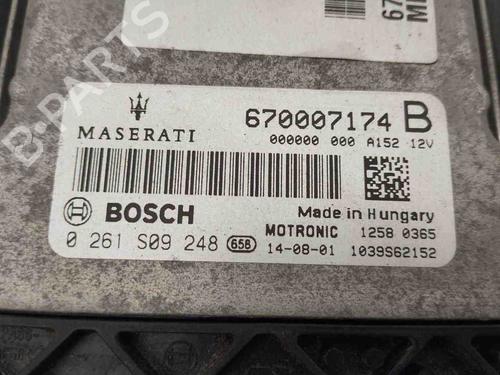 MASERATI
670007174 B
000000 000 A152 12V
BOSCH
Made in Hungary
MOTRONIC 1258 0365
0 261 S09 248 656 14-08-01 1039S62152
B-PARTS